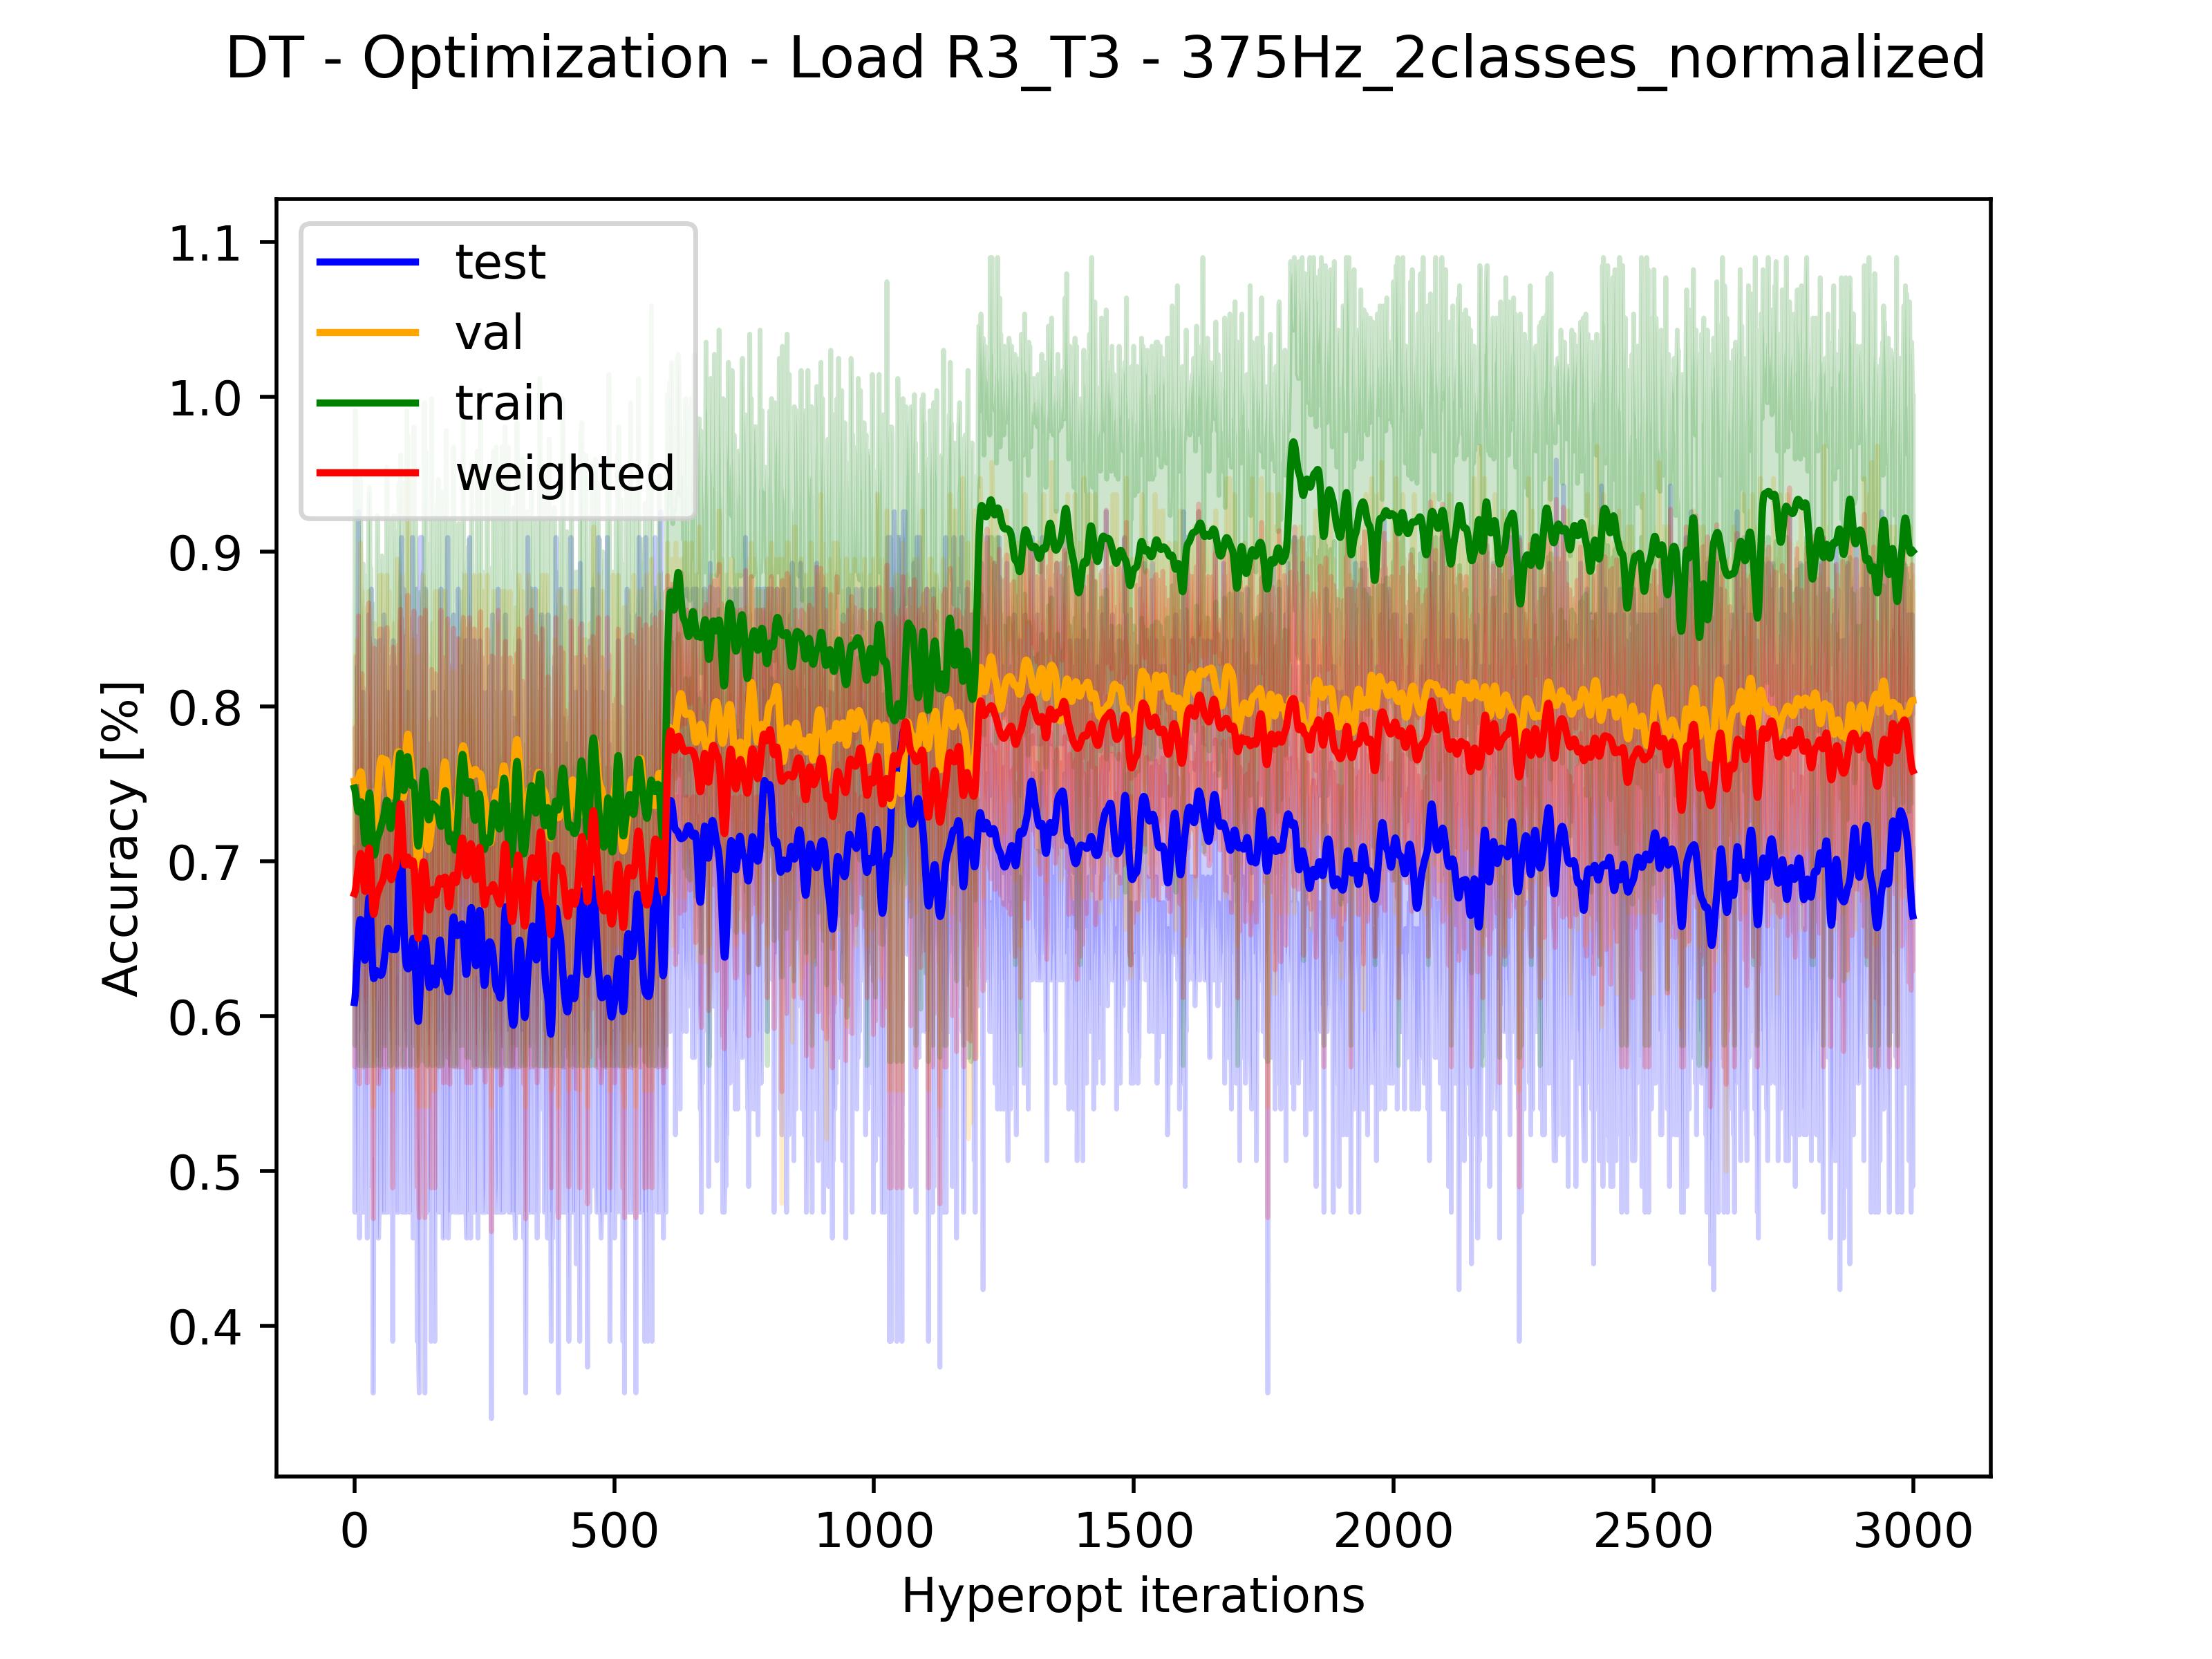 DT - Optimization - Load R3_T3 - 375Hz_2classes_normalized
1.1
1.0
0.9
0.8
0.7
0.6
0.5
0.4
Accuracy [%]
test
val
train
weighted
0 500 1000 1500 2000 2500 3000
Hyperopt iterations